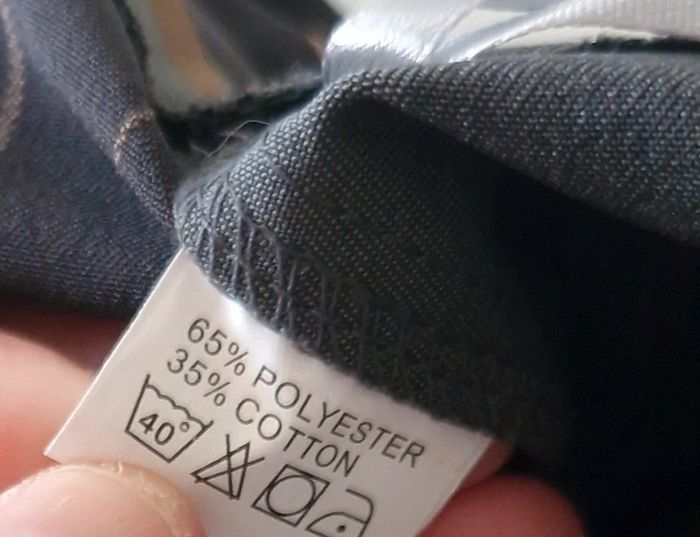 65% POLYESTER
35% COTTON
40°